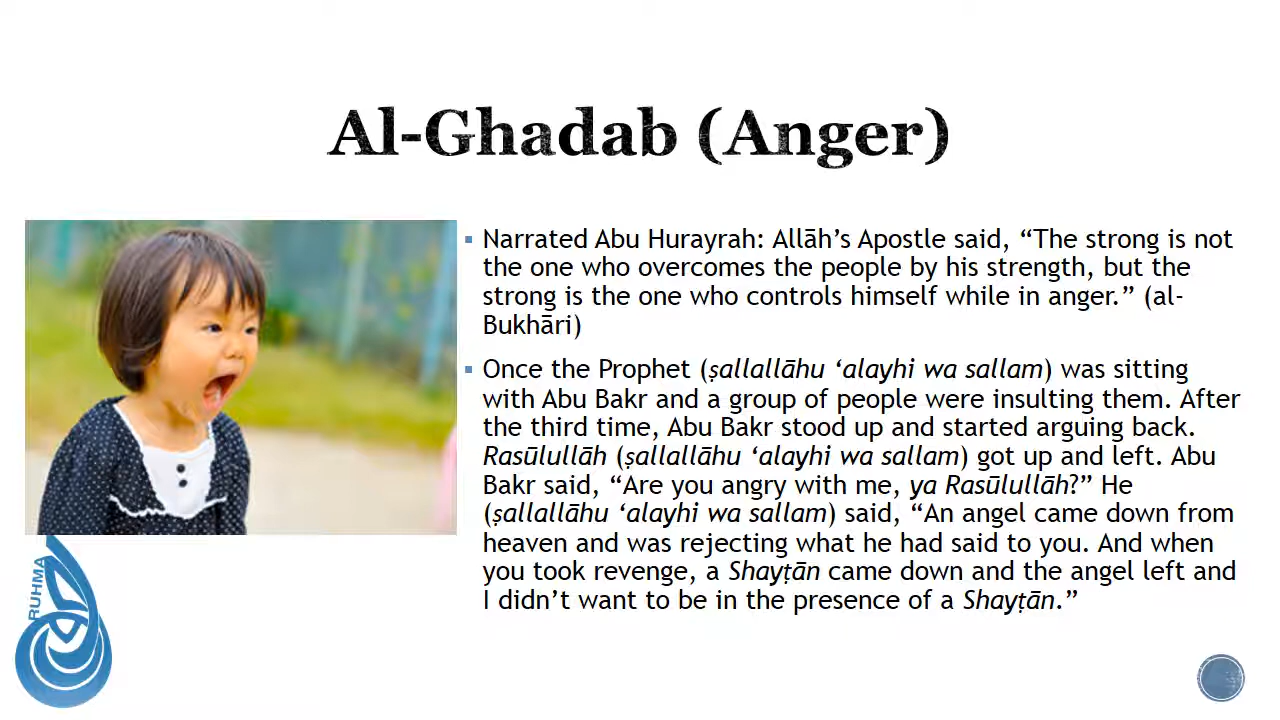 Al-Ghadab (Anger)
Narrated Abu Hurayrah: Allāh’s Apostle said, “The strong is not
the one who overcomes the people by his strength, but the
strong is the one who controls himself while in anger.” (al-
Bukhāri)
Once the Prophet (ṣallallāhu ‘alayhi wa sallam) was sitting
with Abu Bakr and a group of people were insulting them. After
the third time, Abu Bakr stood up and started arguing back.
Rasūlullāh (ṣallallāhu ‘alayhi wa sallam) got up and left. Abu
Bakr said, “Are you angry with me, ya Rasūlullāh?” He
(ṣallallāhu ‘alayhi wa sallam) said, “An angel came down from
heaven and was rejecting what he had said to you. And when
you took revenge, a Shayṭān came down and the angel left and
I didn’t want to be in the presence of a Shayṭān.”
RUHMA